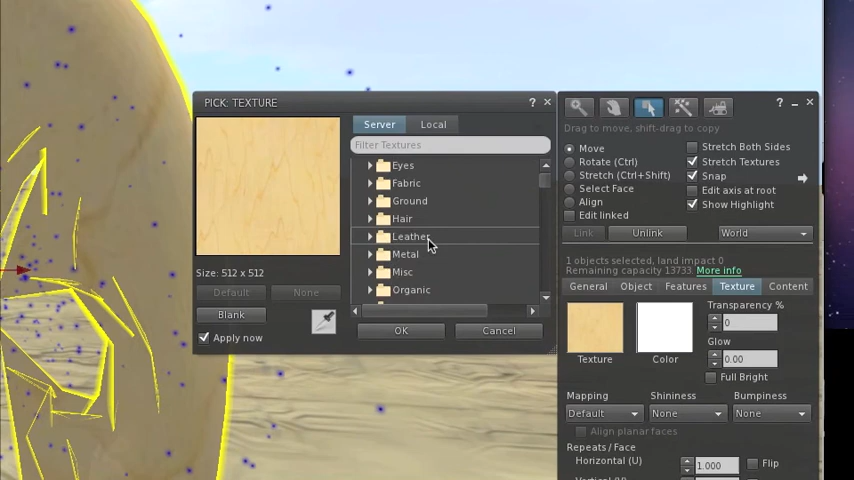 PICK: TEXTURE
?
Server
Local
Filter Textures
Eyes
Fabric
Ground
Hair
Leather
Metal
Misc
Organic
Size: 512 x 512
Default
None
Blank
Apply now
OK
Cancel
?
Drag to move, shift-drag to copy
Move
Rotate (Ctrl)
Stretch (Ctrl+Shift)
Select Face
Align
Edit linked
Stretch Both Sides
Stretch Textures
Snap
Edit axis at root
Show Highlight
Link
Unlink
World
1 objects selected, land impact 0
Remaining capacity 13733. More info
General
Object
Features
Texture
Content
Texture
Color
Transparency %
0
Glow
0.00
Full Bright
Mapping
Shininess
Bumpiness
Default
None
None
Align planar faces
Repeats / Face
Horizontal (U)
1.000
Flip